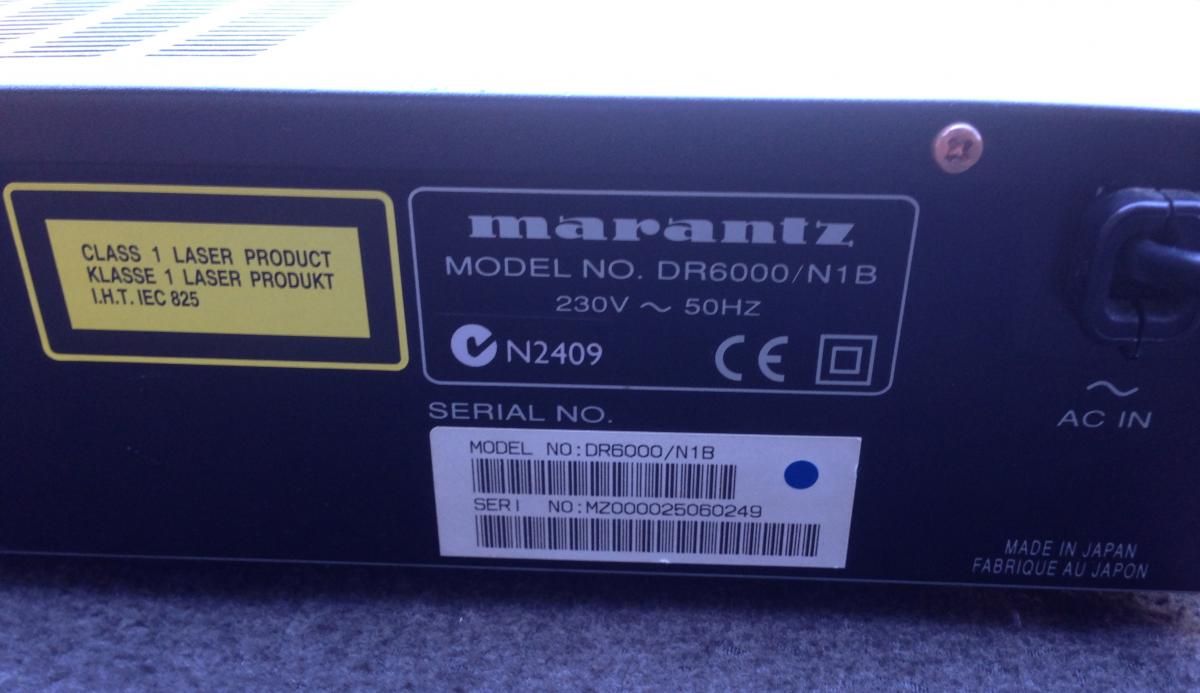 CLASS 1 LASER PRODUCT
KLASSE 1 LASER PRODUKT
I.H.T. IEC 825
marantz
MODEL NO. DR6000/N1B
230V ~ 50HZ
N2409
CE
SERIAL NO.
MODEL NO:DR6000/N1B
SERI NO:MZ000025060249
~
AC IN
MADE IN JAPAN
FABRIQUE AU JAPON